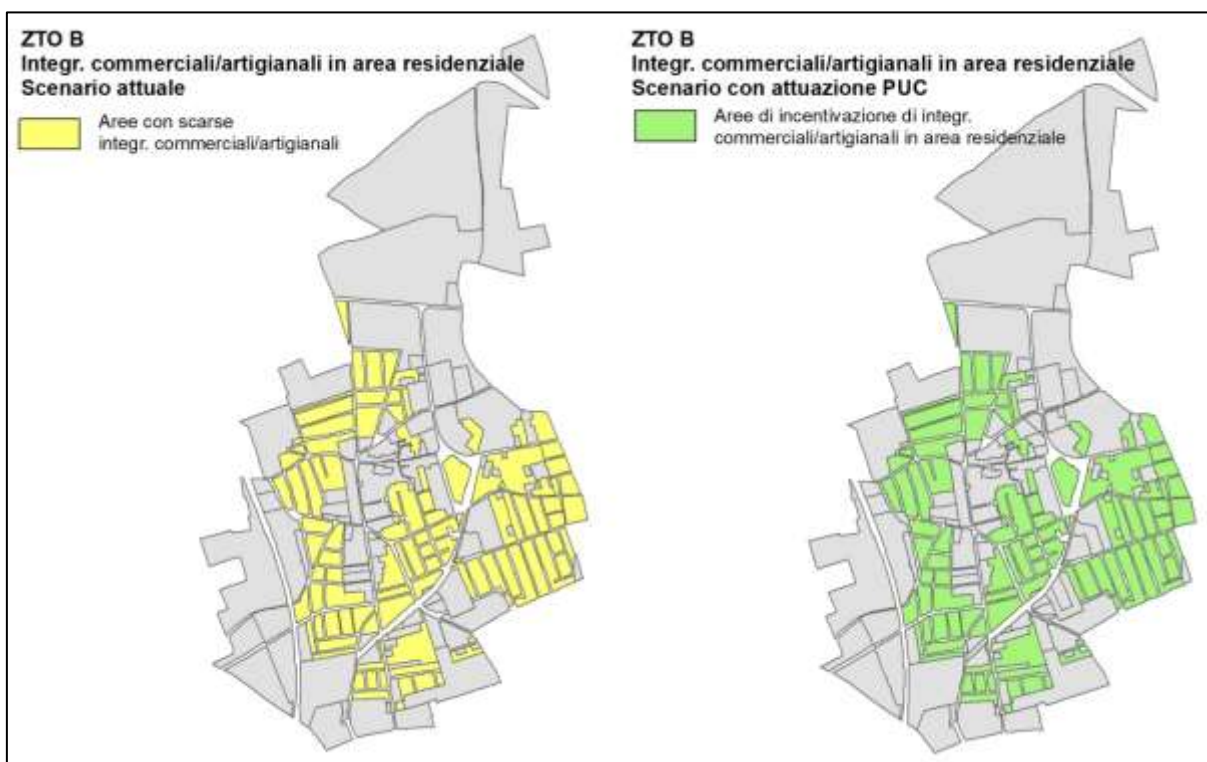 ZTO B
Integr. commerciali/artigianali in area residenziale
Scenario attuale
Aree con scarse
integr. commerciali/artigianali
ZTO B
Integr. commerciali/artigianali in area residenziale
Scenario con attuazione PUC
Aree di incentivazione di integr.
commerciali/artigianali in area residenziale